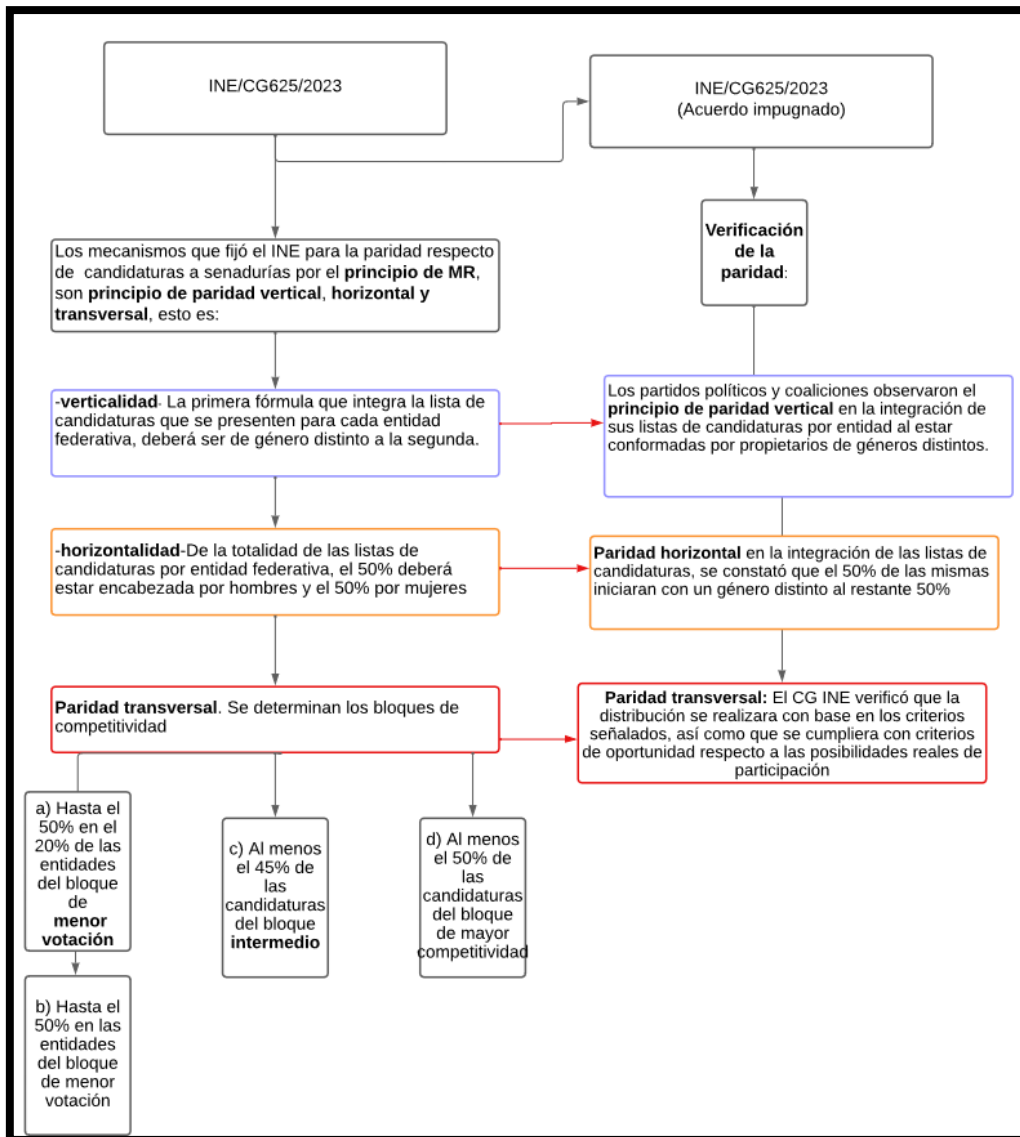 INE/CG625/2023
INE/CG625/2023
(Acuerdo impugnado)
Los mecanismos que fijó el INE para la paridad respecto
de candidaturas a senadurías por el principio de MR,
son principio de paridad vertical, horizontal y
transversal, esto es:
Verificación
de la
paridad:
-verticalidad- La primera fórmula que integra la lista de
candidaturas que se presenten para cada entidad
federativa, deberá ser de género distinto a la segunda.
Los partidos políticos y coaliciones observaron el
principio de paridad vertical en la integración de
sus listas de candidaturas por entidad al estar
conformadas por propietarios de géneros distintos.
-horizontalidad-De la totalidad de las listas de
candidaturas por entidad federativa, el 50% deberá
estar encabezada por hombres y el 50% por mujeres
Paridad horizontal en la integración de las listas de
candidaturas, se constató que el 50% de las mismas
iniciaran con un género distinto al restante 50%
Paridad transversal. Se determinan los bloques de
competitividad
Paridad transversal: El CG INE verificó que la
distribución se realizara con base en los criterios
señalados, así como que se cumpliera con criterios
de oportunidad respecto a las posibilidades reales de
participación
a) Hasta el
50% en el
20% de las
entidades
del bloque
de
menor
votación
c) Al menos
el 45% de
las
candidaturas
del bloque
intermedio
d) Al menos
el 50% de
las
candidaturas
del bloque
de mayor
competitividad
b) Hasta el
50% en las
entidades
del bloque
de menor
votación